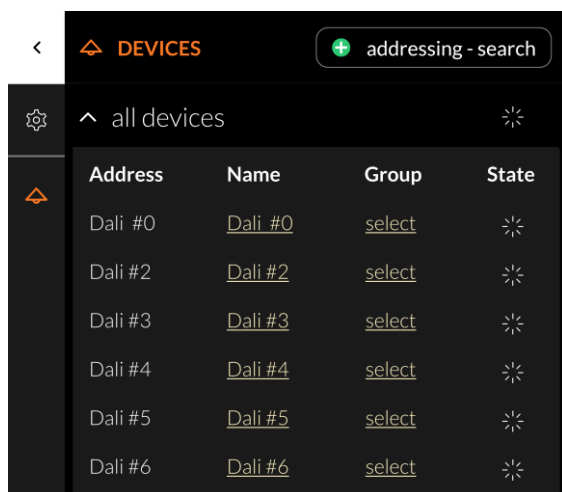 DEVICES addressing - search
all devices
Address Name Group State
Dali #0 Dali #0 select
Dali #2 Dali #2 select
Dali #3 Dali #3 select
Dali #4 Dali #4 select
Dali #5 Dali #5 select
Dali #6 Dali #6 select